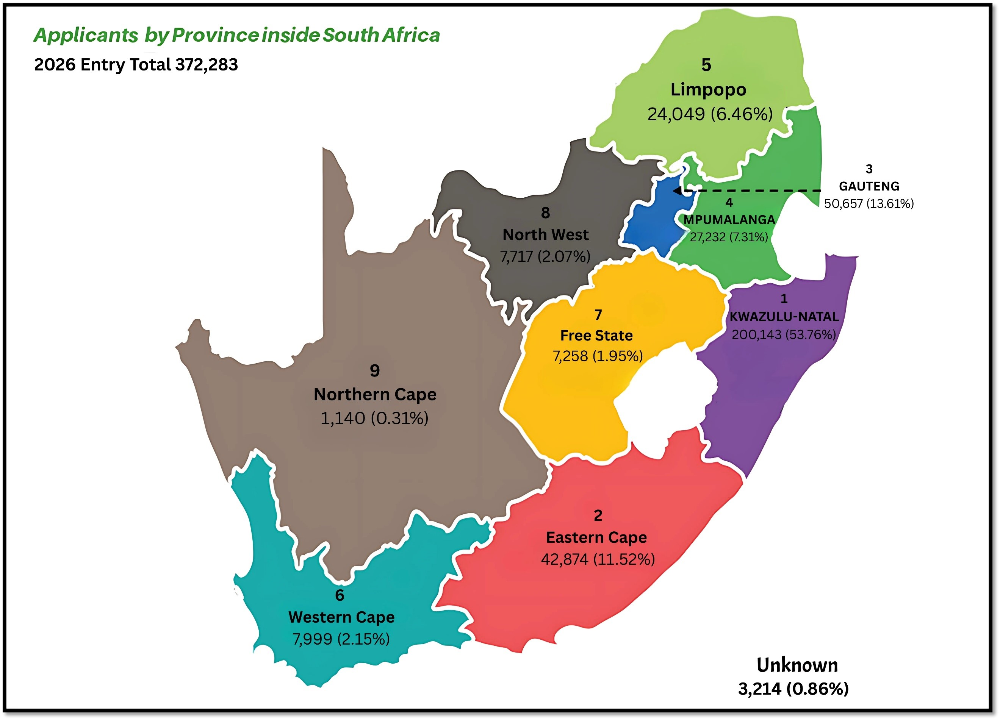 Applicants by Province inside South Africa
2026 Entry Total 372,283
5
Limpopo
24,049 (6.46%)
3
GAUTENG
50,657 (13.61%)
4
MPUMALANGA
27,232 (7.31%)
8
North West
7,717 (2.07%)
1
KWAZULU-NATAL
200,143 (53.76%)
7
Free State
7,258 (1.95%)
9
Northern Cape
1,140 (0.31%)
2
Eastern Cape
42,874 (11.52%)
6
Western Cape
7,999 (2.15%)
Unknown
3,214 (0.86%)